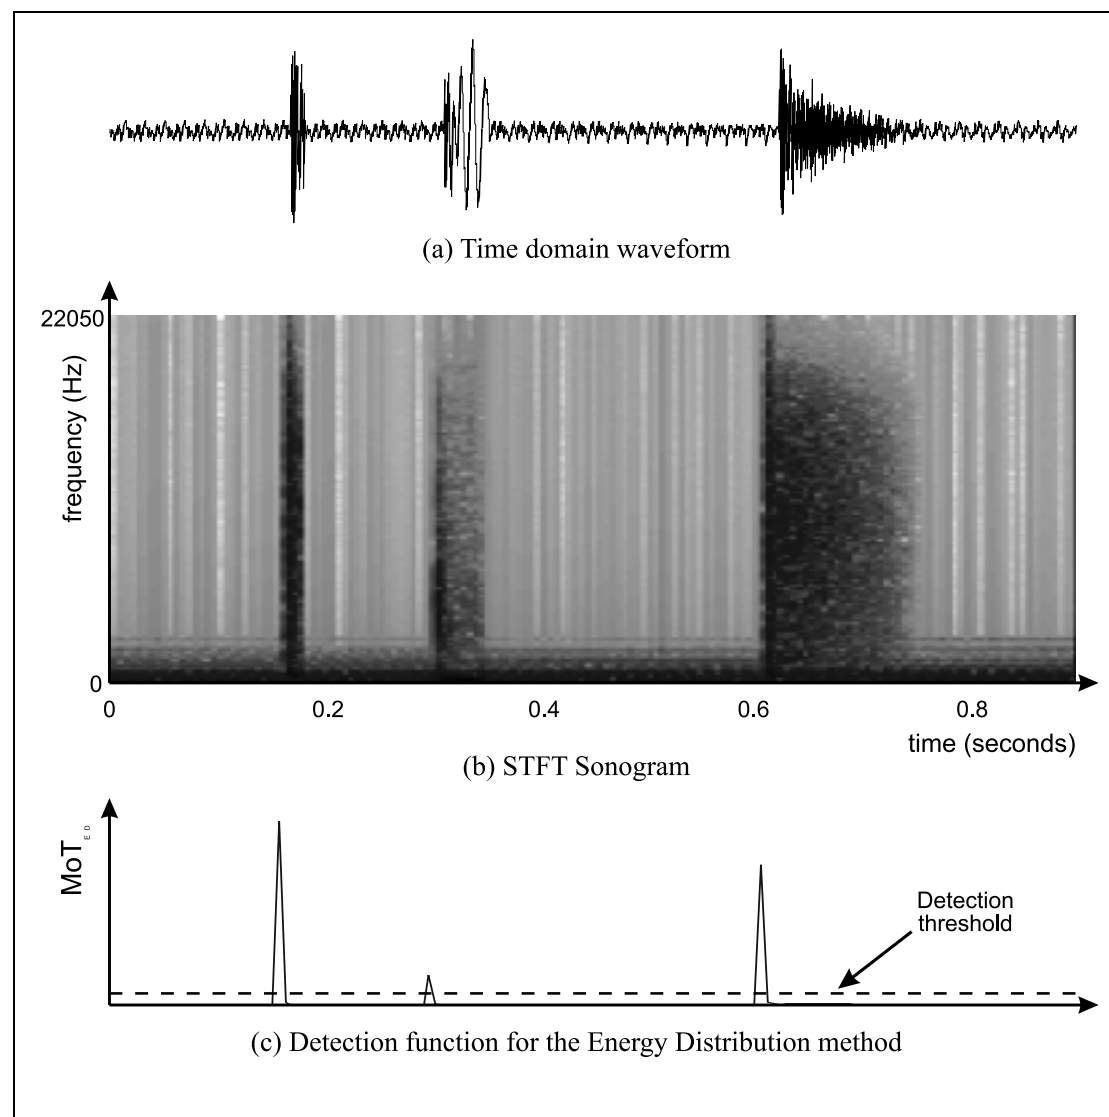 (a) Time domain waveform
22050
frequency (Hz)
0
0 0.2 0.4 0.6 0.8
time (seconds)
(b) STFT Sonogram
MoT ED
Detection
threshold
(c) Detection function for the Energy Distribution method